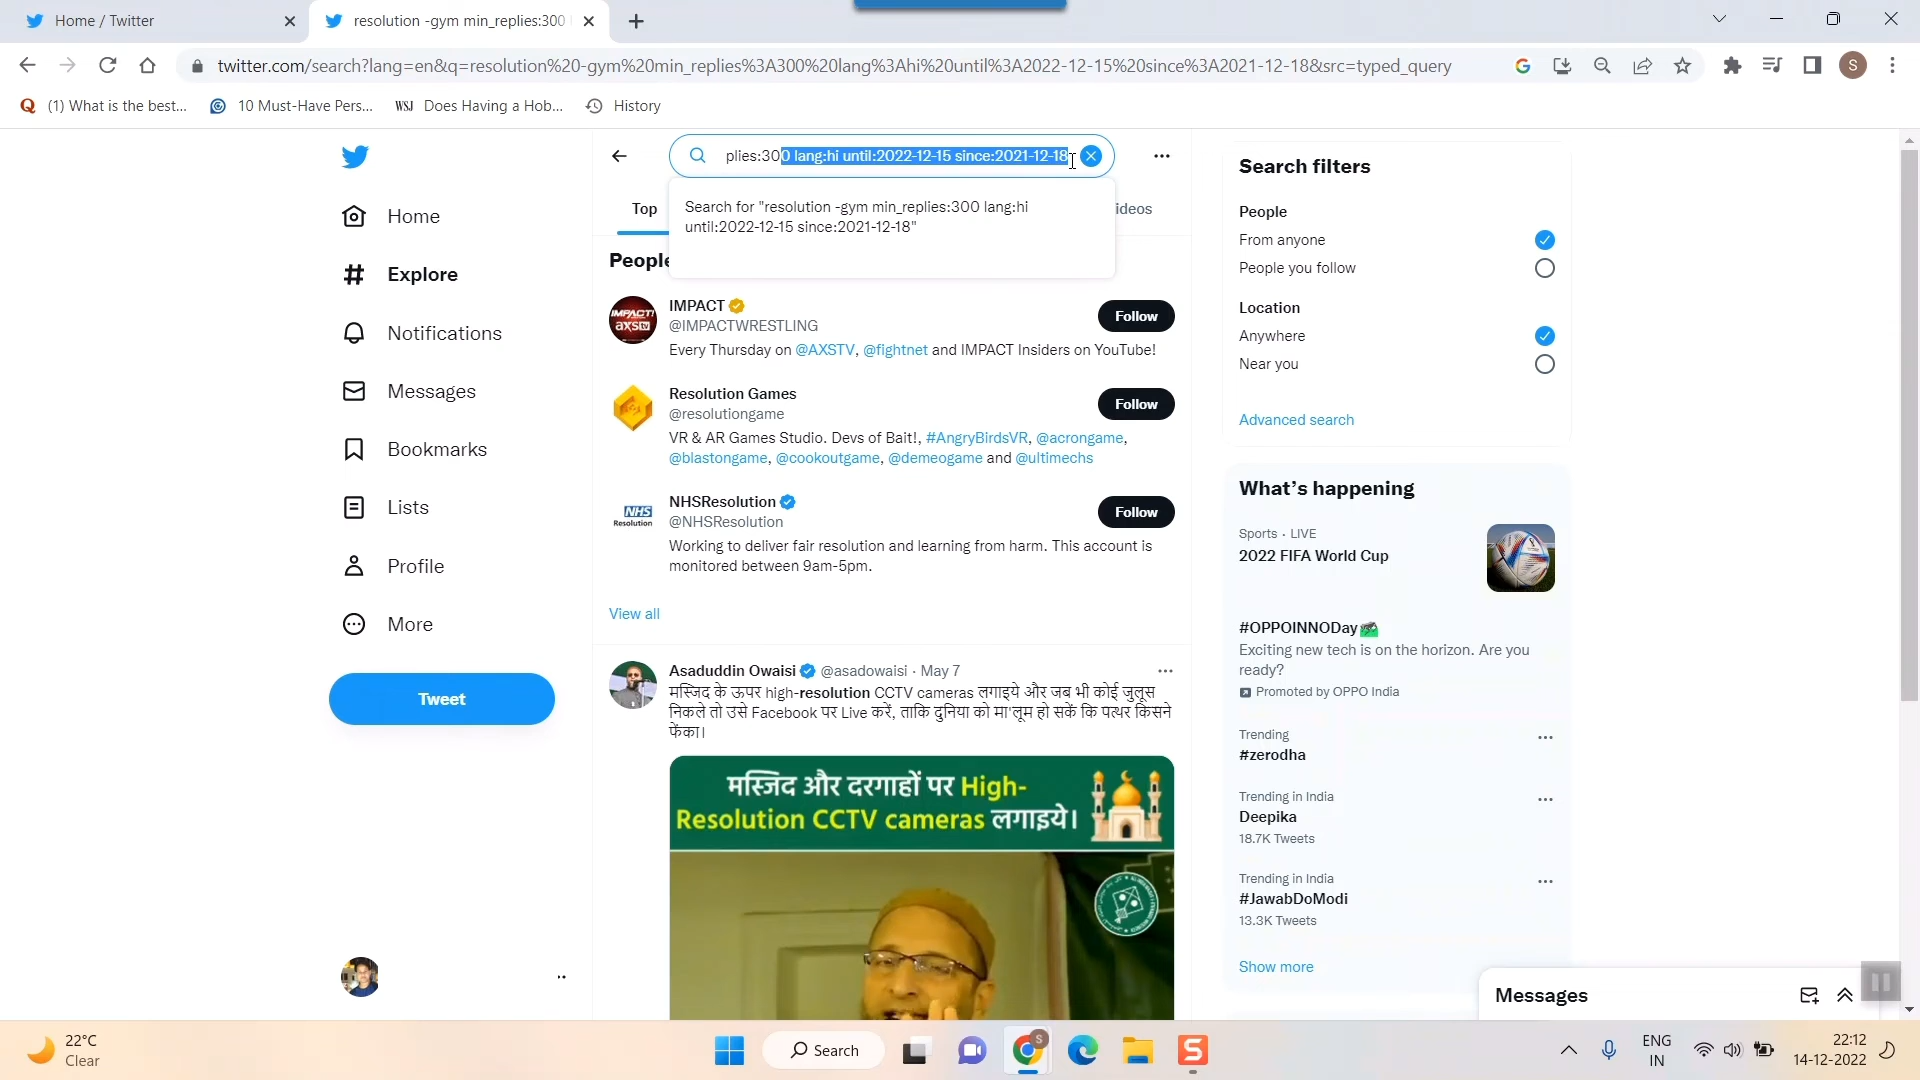 Home / Twitter
resolution -gym min_replies:300
twitter.com/search?lang=en&q=resolution%20-gym%20min_replies%3A300%20lang%3Ahi%20until%3A2022-12-15%20since%3A2021-12-18&src=typed_query
S
(1) What is the best...
10 Must-Have Pers...
WSJ Does Having a Hob...
History
plies:300 lang:hi until:2022-12-15 since:2021-12-18
Search for "resolution -gym min_replies:300 lang:hi
until:2022-12-15 since:2021-12-18"
Top
ideos
Home
Explore
Notifications
Messages
Bookmarks
Lists
Profile
More
Tweet
People
IMPACT
@IMPACTWRESTLING
Follow
Every Thursday on @AXSTV, @fightnet and IMPACT Insiders on YouTube!
IMPACT!
axstv
Resolution Games
@resolutiongame
Follow
VR & AR Games Studio. Devs of Bait!, #AngryBirdsVR, @acrongame,
@blastongame, @cookoutgame, @demeogame and @ultimechs
NHSResolution
@NHSResolution
Follow
NHS
Resolution
Working to deliver fair resolution and learning from harm. This account is
monitored between 9am-5pm.
View all
Asaduddin Owaisi @asadowaisi · May 7
मस्जिद के ऊपर high-resolution CCTV cameras लगाइये और जब भी कोई जुलूस
निकले तो उसे Facebook पर Live करें, ताकि दुनिया को मा'लूम हो सकें कि पत्थर किसने
फेंका।
मस्जिद और दरगाहों पर High-
Resolution CCTV cameras लगाइये।
Search filters
People
From anyone
People you follow
Location
Anywhere
Near you
Advanced search
What's happening
Sports · LIVE
2022 FIFA World Cup
#OPPOINNODay
Exciting new tech is on the horizon. Are you
ready?
Promoted by OPPO India
Trending
#zerodha
Trending in India
Deepika
18.7K Tweets
Trending in India
#JawabDoModi
13.3K Tweets
Show more
Messages
22°C
Clear
Search
S
S
ENG
IN
22:12
14-12-2022